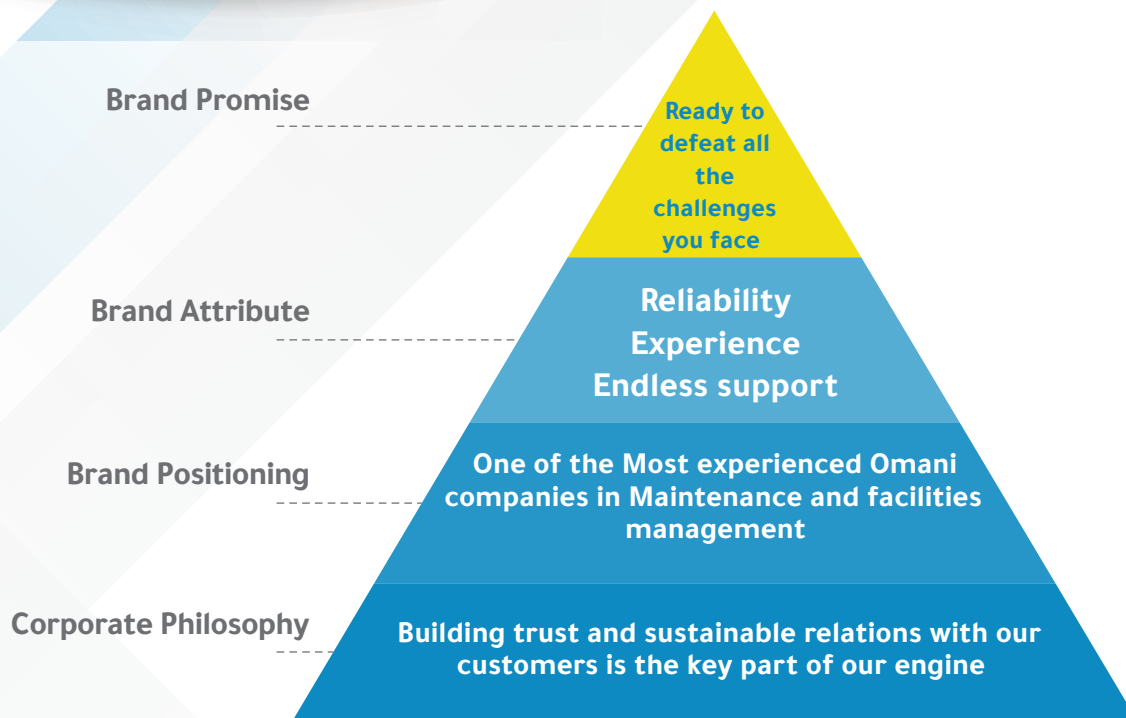 Brand Promise
Ready to
defeat all
the
challenges
you face
Brand Attribute
Reliability
Experience
Endless support
Brand Positioning
One of the Most experienced Omani
companies in Maintenance and facilities
management
Corporate Philosophy
Building trust and sustainable relations with our
customers is the key part of our engine